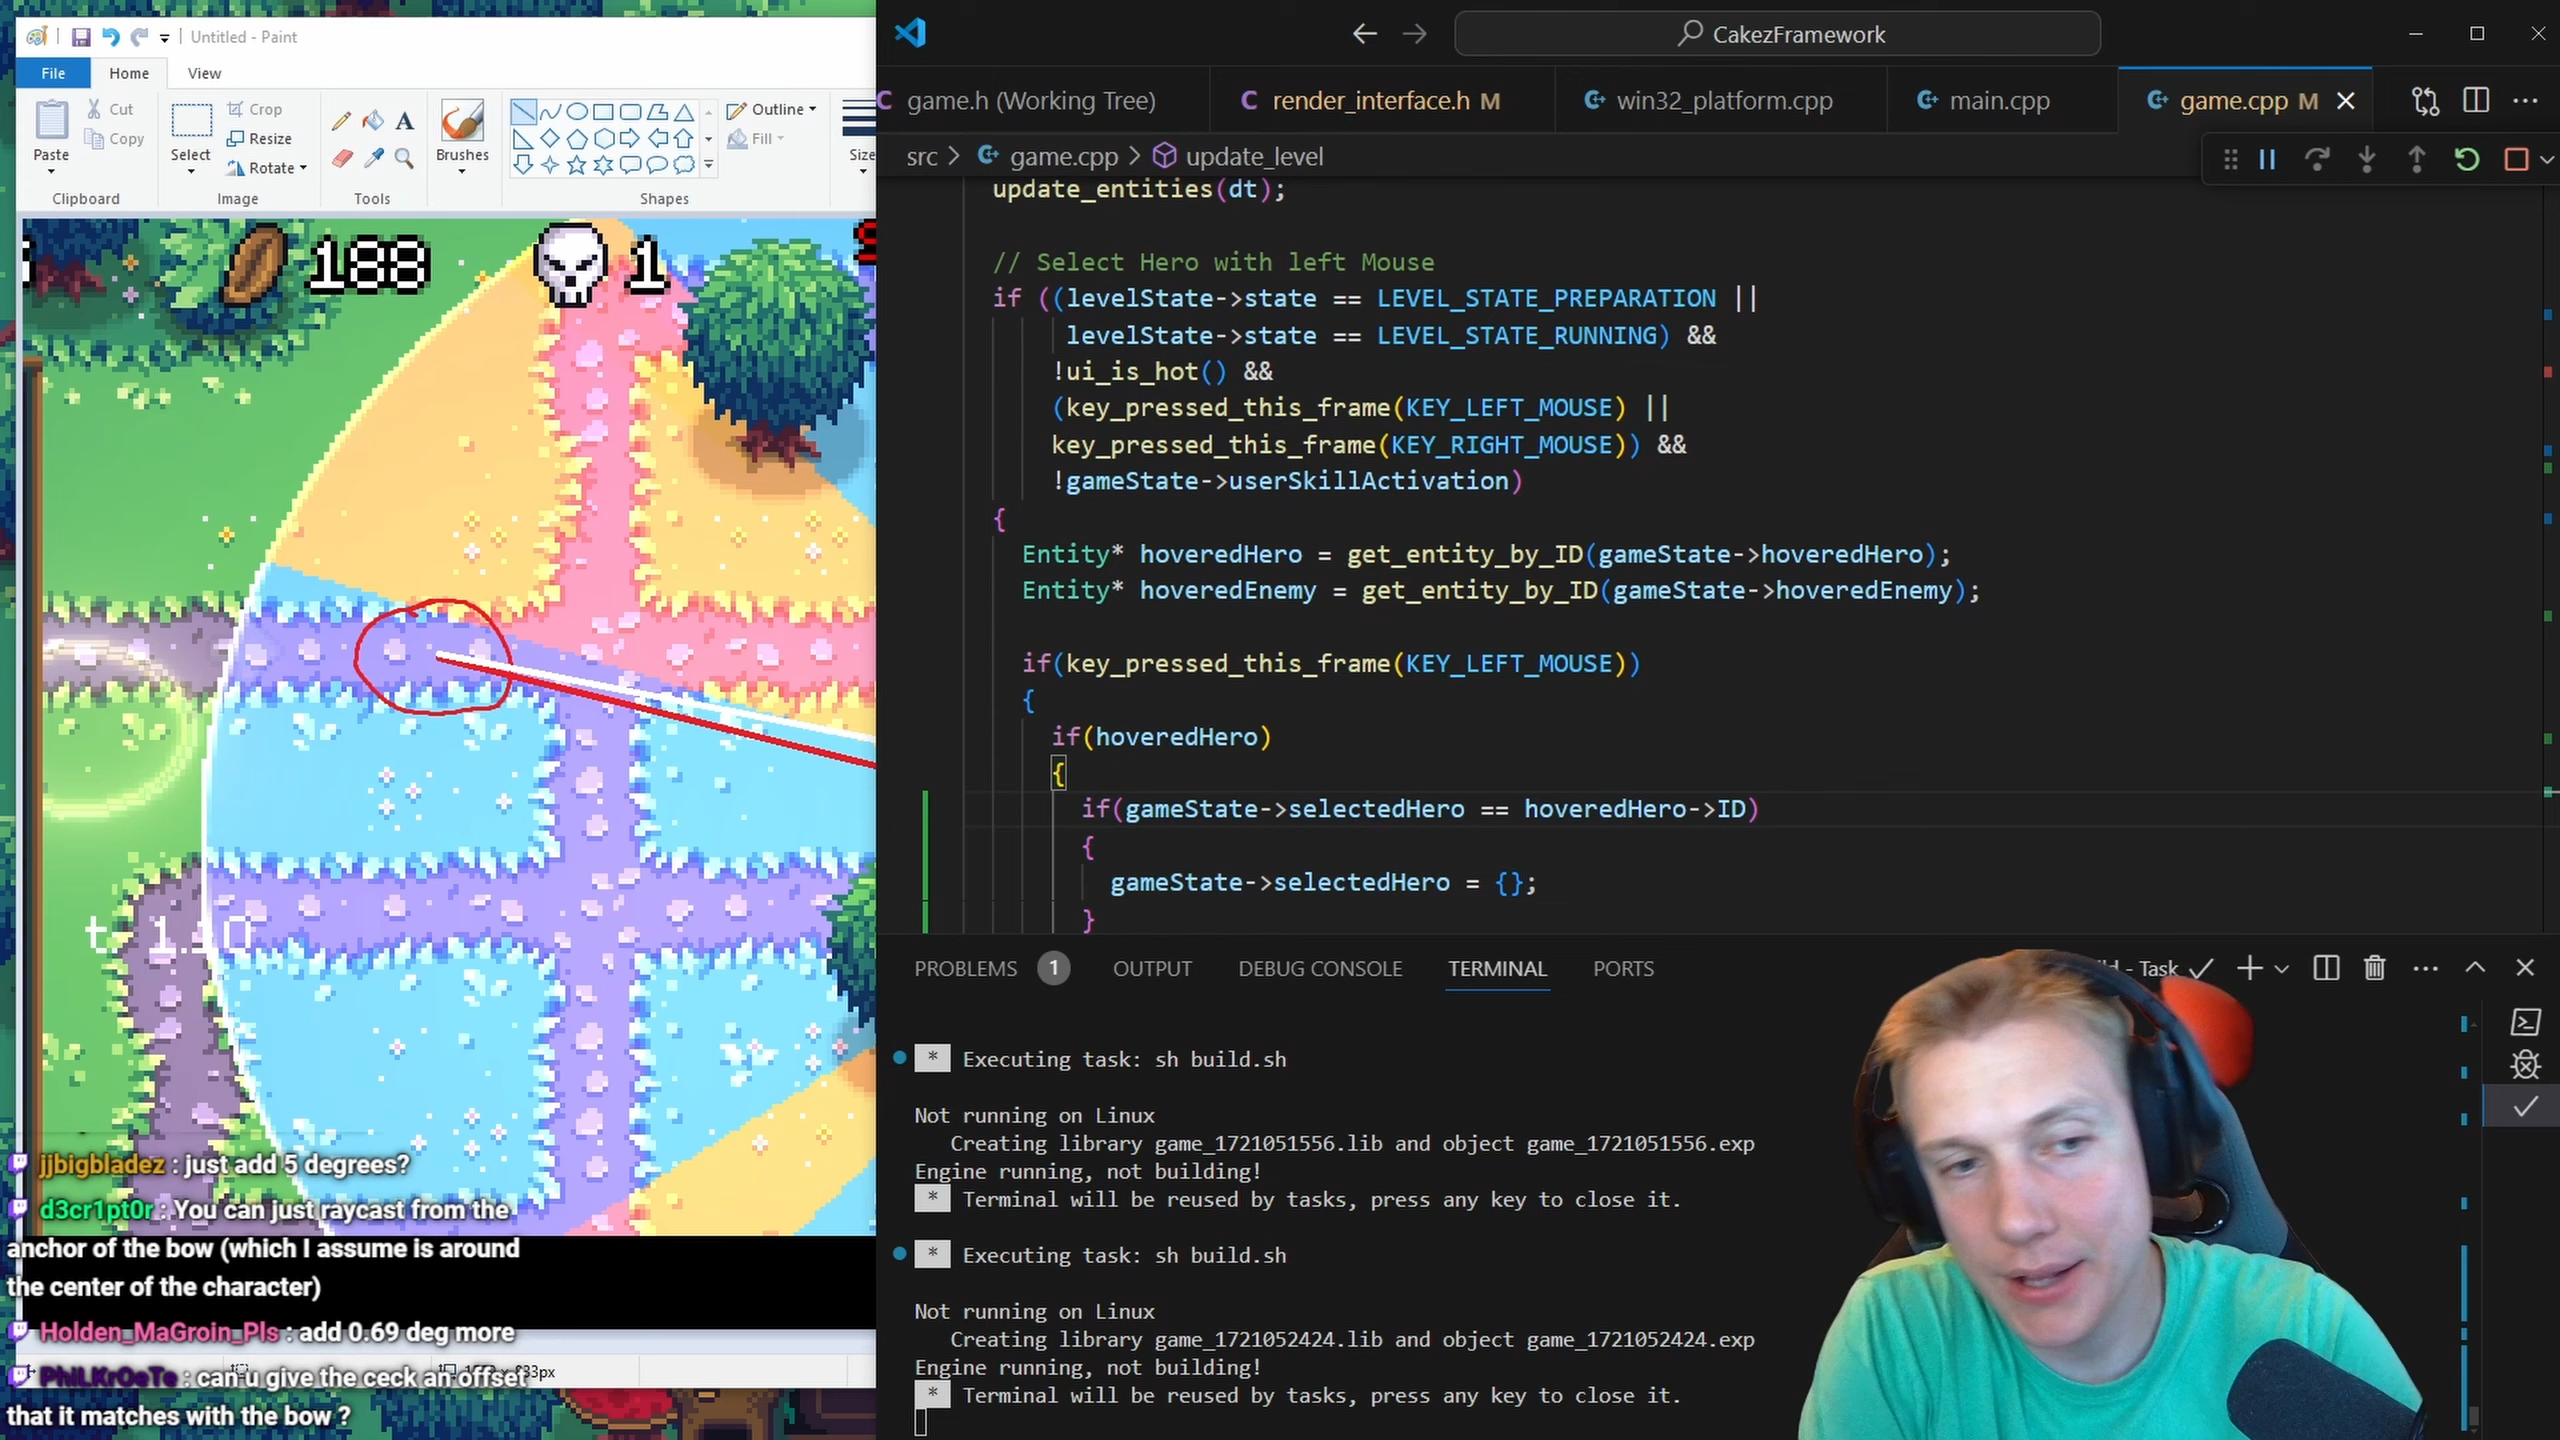 Untitled - Paint
File Home View
Paste
Cut
Copy
Clipboard
Select
Crop
Resize
Rotate
Image
Tools
Brushes
Shapes
Outline
Fill
Size
188
1
jjbigbladez : just add 5 degrees?
d3cr1pt0r : You can just raycast from the
anchor of the bow (which I assume is around
the center of the character)
Holden_MaGroin_Pls : add 0.69 deg more
PhiLKrOeTe : can u give the ceck an offset
that it matches with the bow ?
CakezFramework
game.h (Working Tree)
render_interface.h M
win32_platform.cpp
main.cpp
game.cpp M
src > game.cpp > update_level
update_entities(dt);
// Select Hero with left Mouse
if ((levelState->state == LEVEL_STATE_PREPARATION ||
levelState->state == LEVEL_STATE_RUNNING) &&
!ui_is_hot() &&
(key_pressed_this_frame(KEY_LEFT_MOUSE) ||
key_pressed_this_frame(KEY_RIGHT_MOUSE)) &&
!gameState->userSkillActivation)
{
Entity* hoveredHero = get_entity_by_ID(gameState->hoveredHero);
Entity* hoveredEnemy = get_entity_by_ID(gameState->hoveredEnemy);
if(key_pressed_this_frame(KEY_LEFT_MOUSE))
{
if(hoveredHero)
{
if(gameState->selectedHero == hoveredHero->ID)
{
gameState->selectedHero = {};
}
PROBLEMS 1 OUTPUT DEBUG CONSOLE TERMINAL PORTS
- Task
* Executing task: sh build.sh
Not running on Linux
Creating library game_1721051556.lib and object game_1721051556.exp
Engine running, not building!
* Terminal will be reused by tasks, press any key to close it.
* Executing task: sh build.sh
Not running on Linux
Creating library game_1721052424.lib and object game_1721052424.exp
Engine running, not building!
* Terminal will be reused by tasks, press any key to close it.